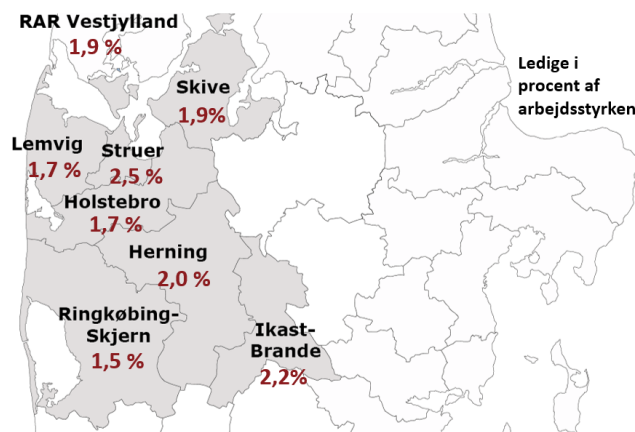 RAR Vestjylland
1,9 %
Ledige i
procent af
arbejdsstyrken
Skive
1,9%
Lemvig
1,7 %
Struer
2,5 %
Holstebro
1,7 %
Herning
2,0 %
Ringkøbing-
Skjern
1,5 %
Ikast-
Brande
2,2%